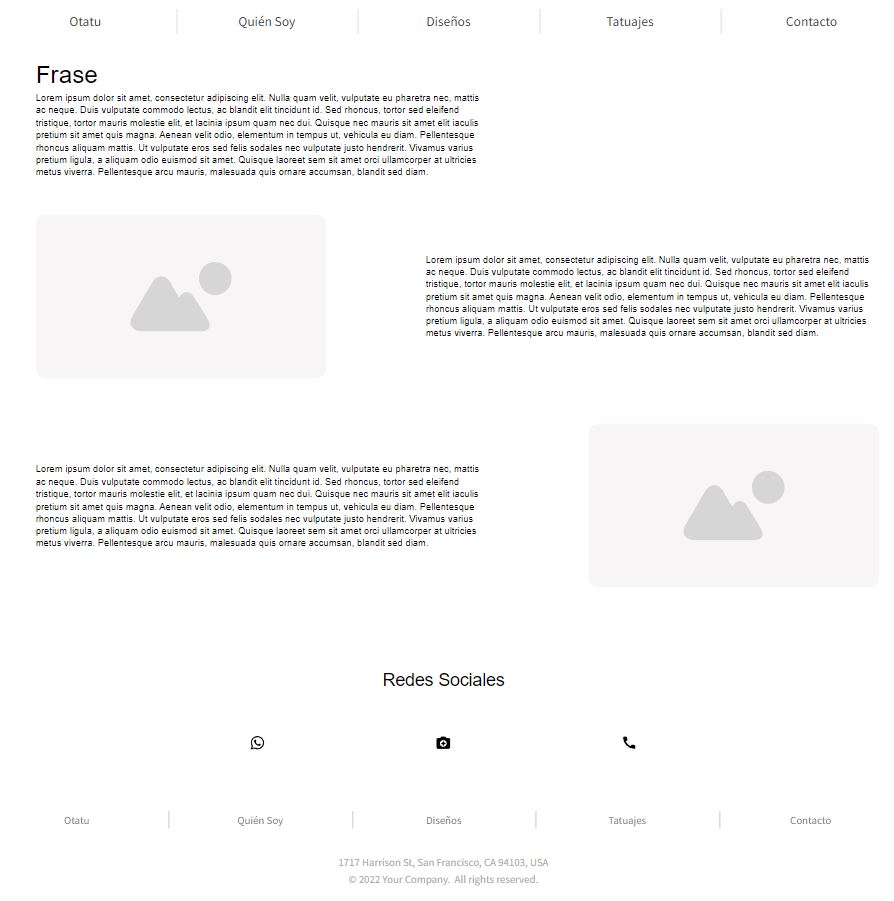 Otatu Quién Soy Diseños Tatuajes Contacto
Frase
Lorem ipsum dolor sit amet, consectetur adipiscing elit. Nulla quam velit, vulputate eu pharetra nec, mattis
ac neque. Duis vulputate commodo lectus, ac blandit elit tincidunt id. Sed rhoncus, tortor sed eleifend
tristique, tortor mauris molestie elit, et lacinia ipsum quam nec dui. Quisque nec mauris sit amet elit iaculis
pretium sit amet quis magna. Aenean velit odio, elementum in tempus ut, vehicula eu diam. Pellentesque
rhoncus aliquam mattis. Ut vulputate eros sed felis sodales nec vulputate justo hendrerit. Vivamus varius
pretium ligula, a aliquam odio euismod sit amet. Quisque laoreet sem sit amet orci ullamcorper at ultricies
metus viverra. Pellentesque arcu mauris, malesuada quis ornare accumsan, blandit sed diam.
Lorem ipsum dolor sit amet, consectetur adipiscing elit. Nulla quam velit, vulputate eu pharetra nec, mattis
ac neque. Duis vulputate commodo lectus, ac blandit elit tincidunt id. Sed rhoncus, tortor sed eleifend
tristique, tortor mauris molestie elit, et lacinia ipsum quam nec dui. Quisque nec mauris sit amet elit iaculis
pretium sit amet quis magna. Aenean velit odio, elementum in tempus ut, vehicula eu diam. Pellentesque
rhoncus aliquam mattis. Ut vulputate eros sed felis sodales nec vulputate justo hendrerit. Vivamus varius
pretium ligula, a aliquam odio euismod sit amet. Quisque laoreet sem sit amet orci ullamcorper at ultricies
metus viverra. Pellentesque arcu mauris, malesuada quis ornare accumsan, blandit sed diam.
Lorem ipsum dolor sit amet, consectetur adipiscing elit. Nulla quam velit, vulputate eu pharetra nec, mattis
ac neque. Duis vulputate commodo lectus, ac blandit elit tincidunt id. Sed rhoncus, tortor sed eleifend
tristique, tortor mauris molestie elit, et lacinia ipsum quam nec dui. Quisque nec mauris sit amet elit iaculis
pretium sit amet quis magna. Aenean velit odio, elementum in tempus ut, vehicula eu diam. Pellentesque
rhoncus aliquam mattis. Ut vulputate eros sed felis sodales nec vulputate justo hendrerit. Vivamus varius
pretium ligula, a aliquam odio euismod sit amet. Quisque laoreet sem sit amet orci ullamcorper at ultricies
metus viverra. Pellentesque arcu mauris, malesuada quis ornare accumsan, blandit sed diam.
Redes Sociales
Otatu Quién Soy Diseños Tatuajes Contacto
1717 Harrison St, San Francisco, CA 94103, USA
© 2022 Your Company. All rights reserved.